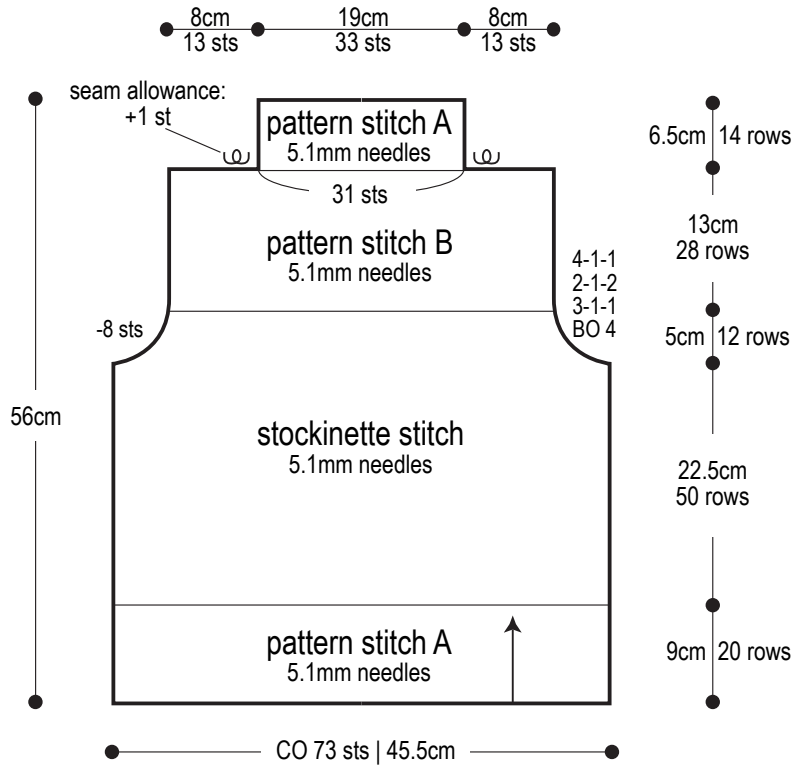 8cm
13 sts
19cm
33 sts
8cm
13 sts
seam allowance:
+1 st
pattern stitch A
5.1mm needles
31 sts
6.5cm | 14 rows
pattern stitch B
5.1mm needles
13cm
28 rows
4-1-1
2-1-2
3-1-1
BO 4
-8 sts
5cm | 12 rows
56cm
stockinette stitch
5.1mm needles
22.5cm
50 rows
pattern stitch A
5.1mm needles
9cm | 20 rows
CO 73 sts | 45.5cm